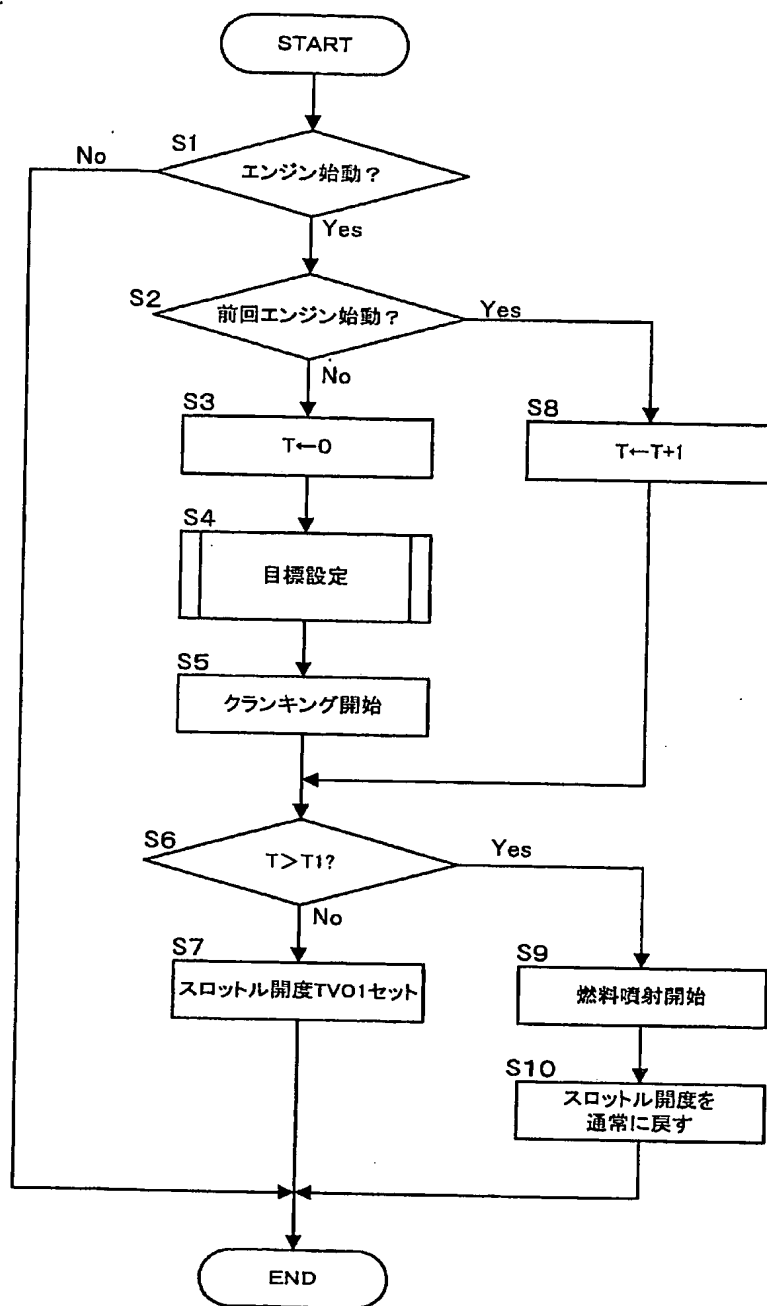 START
S1
No
エンジン始動？
Yes
S2
前回エンジン始動？
Yes
No
S3
T←0
S8
T←T+1
S4
目標設定
S5
クランキング開始
S6
T＞T1?
Yes
No
S7
スロットル開度TVO1セット
S9
燃料噴射開始
S10
スロットル開度を
通常に戻す
END